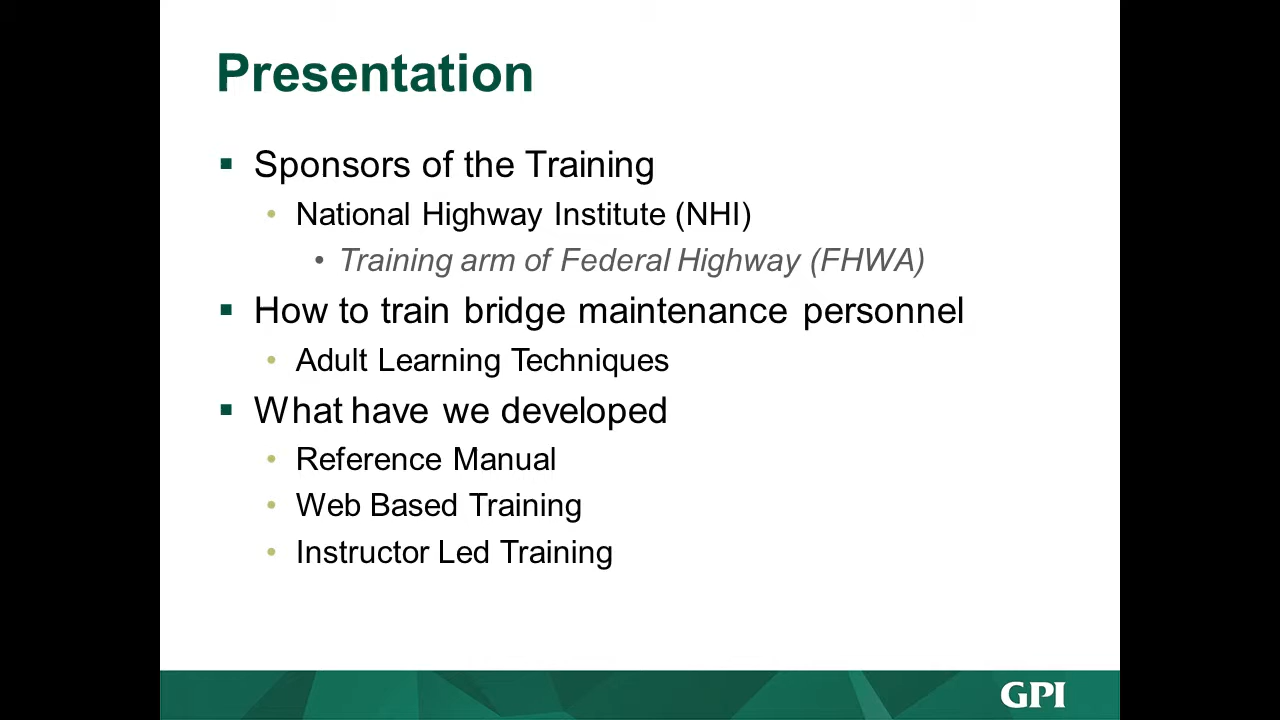 Presentation
Sponsors of the Training
National Highway Institute (NHI)
Training arm of Federal Highway (FHWA)
How to train bridge maintenance personnel
Adult Learning Techniques
What have we developed
Reference Manual
Web Based Training
Instructor Led Training
GPI